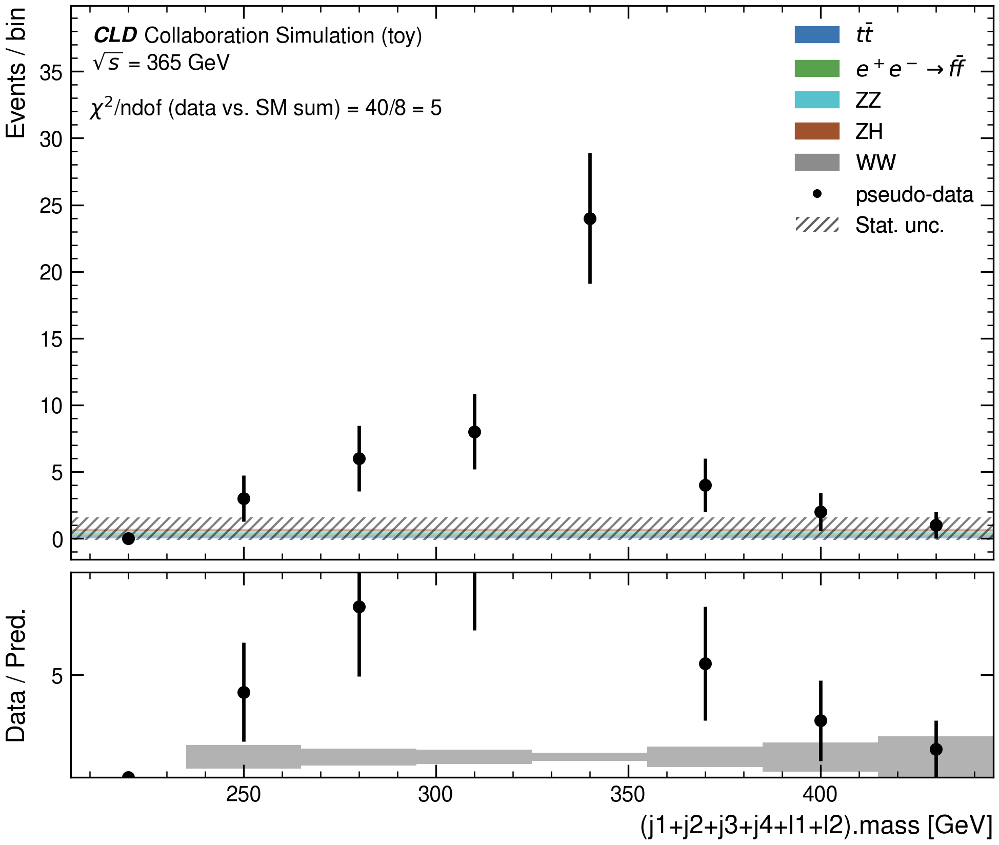 Events / bin
35
30
25
20
15
10
5
0
CLD Collaboration Simulation (toy)
√s = 365 GeV
χ²/ndof (data vs. SM sum) = 40/8 = 5
tt̄
e⁺e⁻ → ff̄
ZZ
ZH
WW
pseudo-data
Stat. unc.
Data / Pred.
5
250 300 350 400
(j1+j2+j3+j4+l1+l2).mass [GeV]